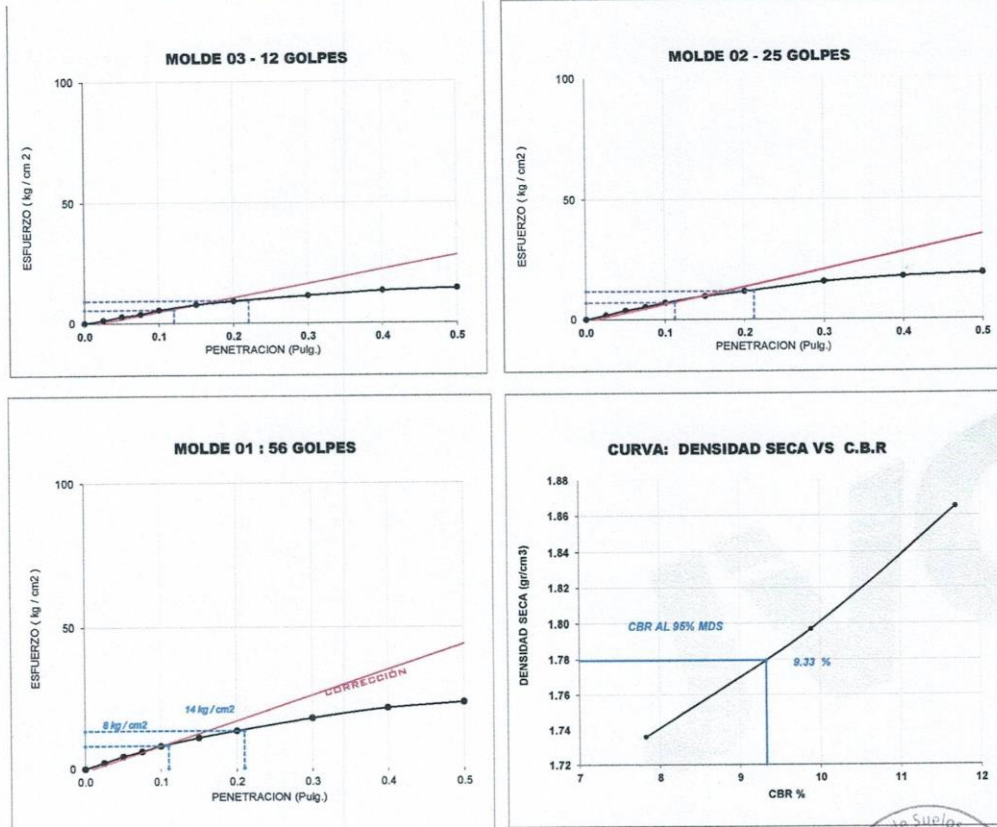 MOLDE 03 - 12 GOLPES
100
50
0
ESFUERZO ( kg / cm 2 )
0.0 0.1 0.2 0.3 0.4 0.5
PENETRACION (Pulg.)
MOLDE 02 - 25 GOLPES
100
50
0
ESFUERZO ( kg / cm2 )
0.0 0.1 0.2 0.3 0.4 0.5
PENETRACION (Pulg.)
MOLDE 01 : 56 GOLPES
100
50
0
ESFUERZO ( kg / cm2 )
CORRECCIÓN
14 kg / cm2
8 kg / cm2
0.0 0.1 0.2 0.3 0.4 0.5
PENETRACION (Pulg.)
CURVA: DENSIDAD SECA VS C.B.R
1.88
1.86
1.84
1.82
1.80
1.78
1.76
1.74
1.72
DENSIDAD SECA (gr/cm3)
CBR AL 95% MDS
9.33 %
7 8 9 10 11 12
CBR %
de Suelos